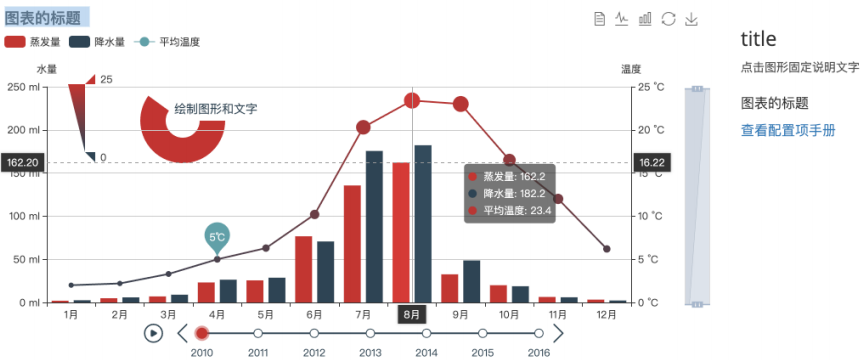 图表的标题
蒸发量 降水量 平均温度
title
点击图形固定说明文字
图表的标题
查看配置项手册
水量 温度
25
0
绘制图形和文字
250 ml 25 °C
200 ml 20 °C
162.20 16.22
150 ml 15 °C
100 ml 10 °C
50 ml 5 °C
0 ml 0 °C
5℃
蒸发量: 162.2
降水量: 182.2
平均温度: 23.4
1月 2月 3月 4月 5月 6月 7月 8月 9月 10月 11月 12月
2010 2011 2012 2013 2014 2015 2016